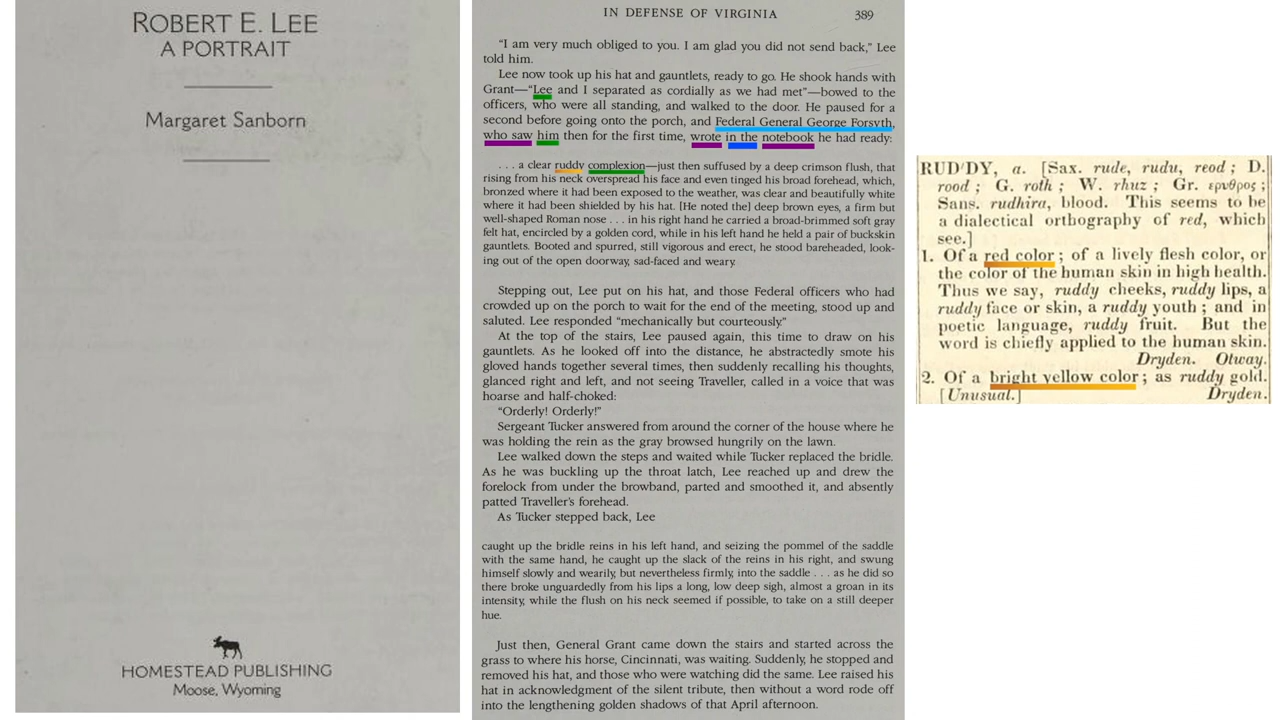 ROBERT E. LEE
A PORTRAIT
Margaret Sanborn
HOMESTEAD PUBLISHING
Moose, Wyoming
IN DEFENSE OF VIRGINIA 389
“I am very much obliged to you. I am glad you did not send back,” Lee
told him.
Lee now took up his hat and gauntlets, ready to go. He shook hands with
Grant—“Lee and I separated as cordially as we had met”—bowed to the
officers, who were all standing, and walked to the door. He paused for a
second before going onto the porch, and Federal General George Forsyth,
who saw him then for the first time, wrote in the notebook he had ready:
. . . a clear ruddy complexion—just then suffused by a deep crimson flush, that
rising from his neck overspread his face and even tinged his broad forehead, which,
bronzed where it had been exposed to the weather, was clear and beautifully white
where it had been shielded by his hat. [He noted the] deep brown eyes, a firm but
well-shaped Roman nose . . . in his right hand he carried a broad-brimmed soft gray
felt hat, encircled by a golden cord, while in his left hand he held a pair of buckskin
gauntlets. Booted and spurred, still vigorous and erect, he stood bareheaded, look-
ing out of the open doorway, sad-faced and weary.
Stepping out, Lee put on his hat, and those Federal officers who had
crowded up on the porch to wait for the end of the meeting, stood up and
saluted. Lee responded “mechanically but courteously.”
At the top of the stairs, Lee paused again, this time to draw on his
gauntlets. As he looked off into the distance, he abstractedly smote his
gloved hands together several times, then suddenly recalling his thoughts,
glanced right and left, and not seeing Traveller, called in a voice that was
hoarse and half-choked:
“Orderly! Orderly!”
Sergeant Tucker answered from around the corner of the house where he
was holding the rein as the gray browsed hungrily on the lawn.
Lee walked down the steps and waited while Tucker replaced the bridle.
As he was buckling up the throat latch, Lee reached up and drew the
forelock from under the browband, parted and smoothed it, and absently
patted Traveller’s forehead.
As Tucker stepped back, Lee
caught up the bridle reins in his left hand, and seizing the pommel of the saddle
with the same hand, he caught up the slack of the reins in his right, and swung
himself slowly and wearily, but nevertheless firmly, into the saddle . . . as he did so
there broke unguardedly from his lips a long, low deep sigh, almost a groan in its
intensity, while the flush on his neck seemed if possible, to take on a still deeper
hue.
Just then, General Grant came down the stairs and started across the
grass to where his horse, Cincinnati, was waiting. Suddenly, he stopped and
removed his hat, and those who were watching did the same. Lee raised his
hat in acknowledgment of the silent tribute, then without a word rode off
into the lengthening golden shadows of that April afternoon.
RUD'DY, a. [Sax. rude, rudu, reod ; D.
rood ; G. roth ; W. rhuz ; Gr. ερυθρος ;
Sans. rudhira, blood. This seems to be
a dialectical orthography of red, which
see.]
1. Of a red color ; of a lively flesh color, or
the color of the human skin in high health.
Thus we say, ruddy cheeks, ruddy lips, a
ruddy face or skin, a ruddy youth ; and in
poetic language, ruddy fruit. But the
word is chiefly applied to the human skin.
Dryden. Otway.
2. Of a bright yellow color ; as ruddy gold.
[Unusual.] Dryden.